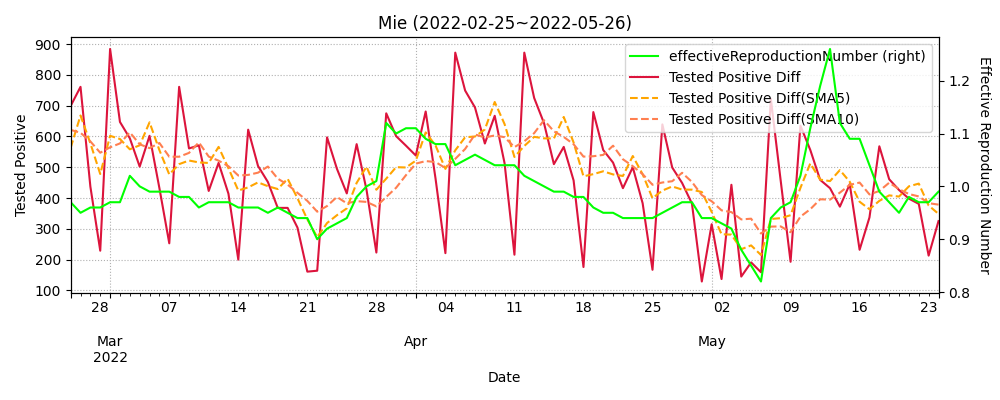 Mie (2022-02-25~2022-05-26)
effectiveReproductionNumber (right)
Tested Positive Diff
Tested Positive Diff(SMA5)
Tested Positive Diff(SMA10)
900
800
700
600
500
400
300
200
100
Tested Positive
1.2
1.1
1.0
0.9
0.8
Effective Reproduction Number
28 07 14 21 28 04 11 18 25 02 09 16 23
Mar Apr May
2022
Date